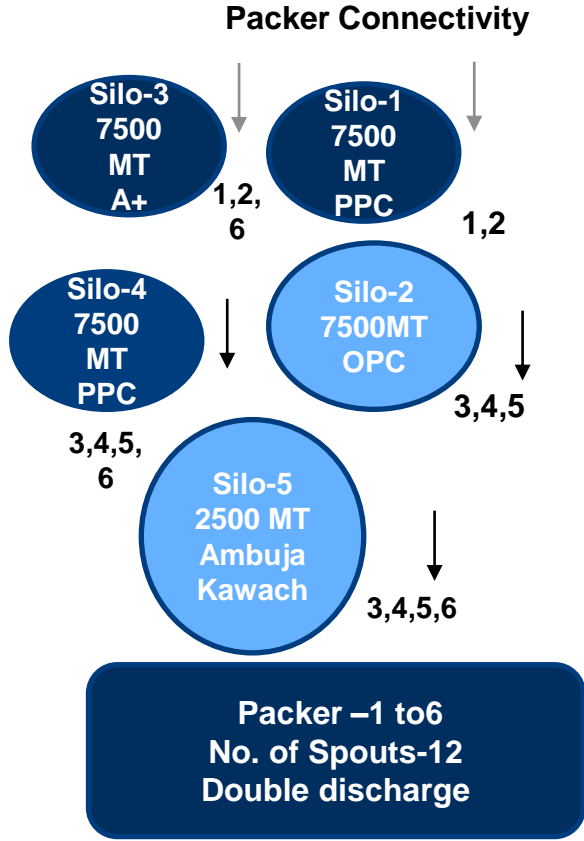 Packer Connectivity
Silo-3
7500
MT
A+
1,2,
6
Silo-1
7500
MT
PPC
1,2
Silo-4
7500
MT
PPC
3,4,5,
6
Silo-2
7500MT
OPC
3,4,5
Silo-5
2500 MT
Ambuja
Kawach
3,4,5,6
Packer –1 to6
No. of Spouts-12
Double discharge